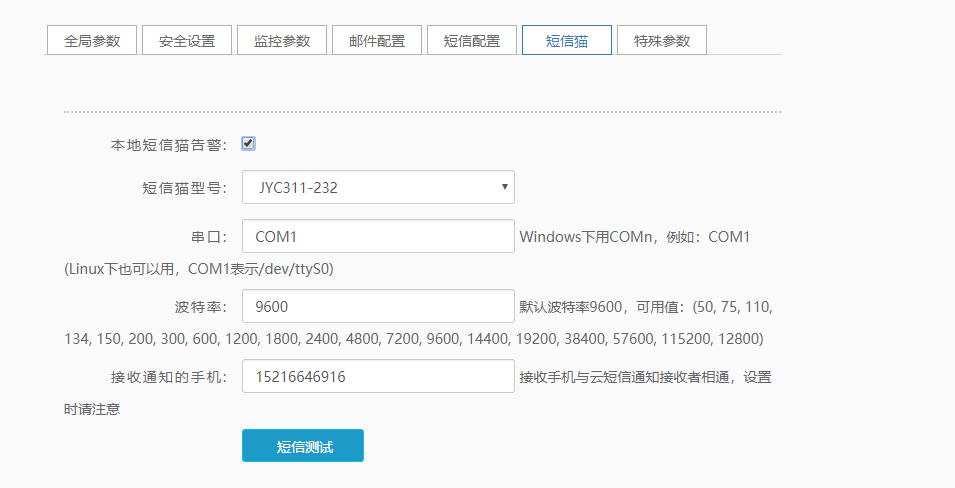 全局参数 安全设置 监控参数 邮件配置 短信配置 短信猫 特殊参数
本地短信猫告警：
短信猫型号： JYC311-232
串口： COM1 Windows下用COMn，例如：COM1
(Linux下也可以用，COM1表示/dev/ttyS0)
波特率： 9600 默认波特率9600，可用值：(50, 75, 110,
134, 150, 200, 300, 600, 1200, 1800, 2400, 4800, 7200, 9600, 14400, 19200, 38400, 57600, 115200, 12800)
接收通知的手机： 15216646916 接收手机与云短信通知接收者相通，设置
时请注意
短信测试